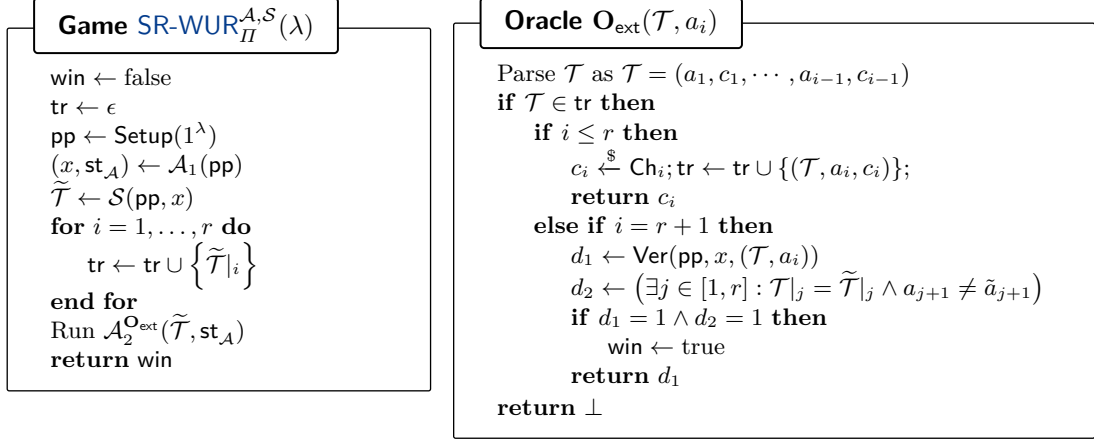 Game SR-WUR_Π^{𝒜,𝒮}(λ)
win ← false
tr ← ϵ
pp ← Setup(1^λ)
(x, st_𝒜) ← 𝒜_1(pp)
𝒯̃ ← 𝒮(pp, x)
for i = 1, . . . , r do
tr ← tr ∪ {𝒯̃|_i}
end for
Run 𝒜_2^{O_ext}(𝒯̃, st_𝒜)
return win
Oracle O_ext(𝒯, a_i)
Parse 𝒯 as 𝒯 = (a_1, c_1, ⋯ , a_{i−1}, c_{i−1})
if 𝒯 ∈ tr then
if i ≤ r then
c_i ←$ Ch_i; tr ← tr ∪ {(𝒯, a_i, c_i)};
return c_i
else if i = r + 1 then
d_1 ← Ver(pp, x, (𝒯, a_i))
d_2 ← (∃j ∈ [1, r] : 𝒯|_j = 𝒯̃|_j ∧ a_{j+1} ≠ ã_{j+1})
if d_1 = 1 ∧ d_2 = 1 then
win ← true
return d_1
return ⊥